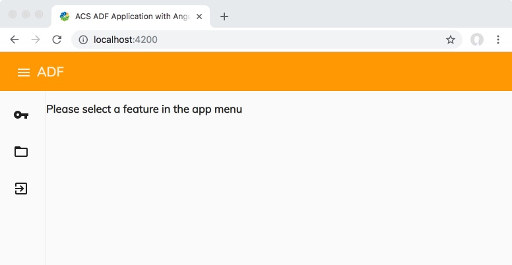 ACS ADF Application with Ang
localhost:4200
ADF
Please select a feature in the app menu